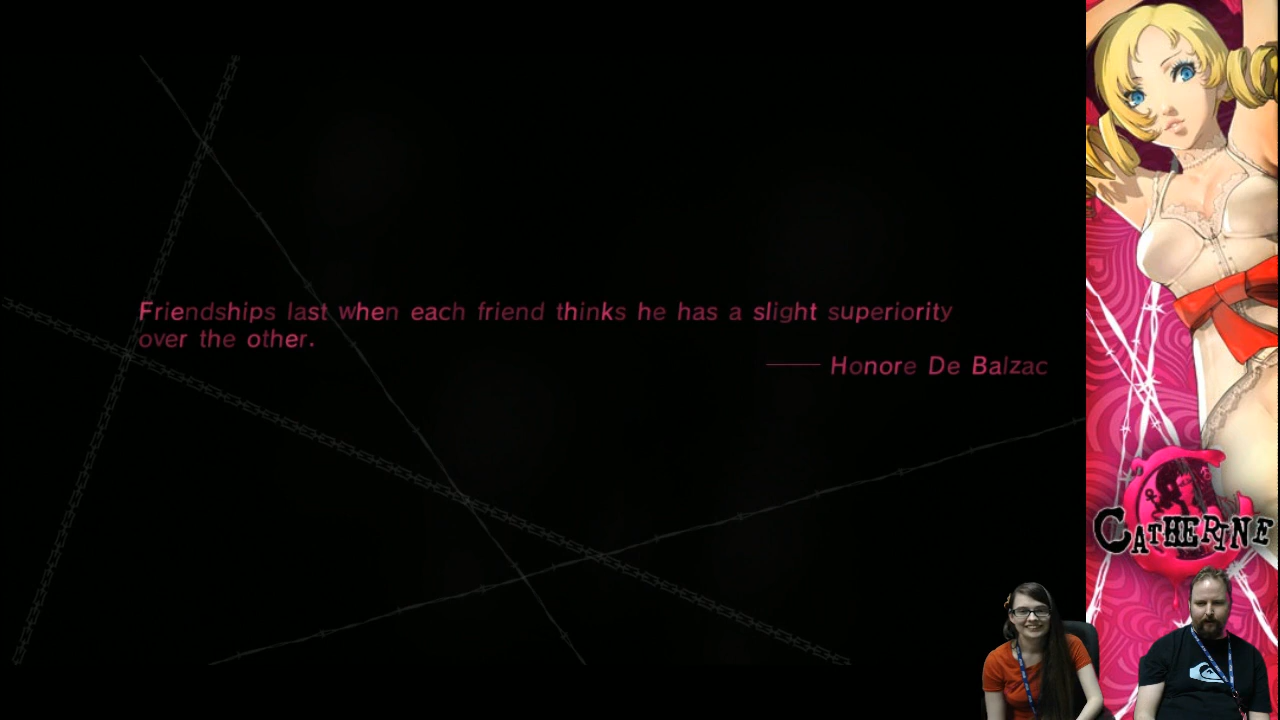 Friendships last when each friend thinks he has a slight superiority
over the other.
—— Honore De Balzac
CATHERINE